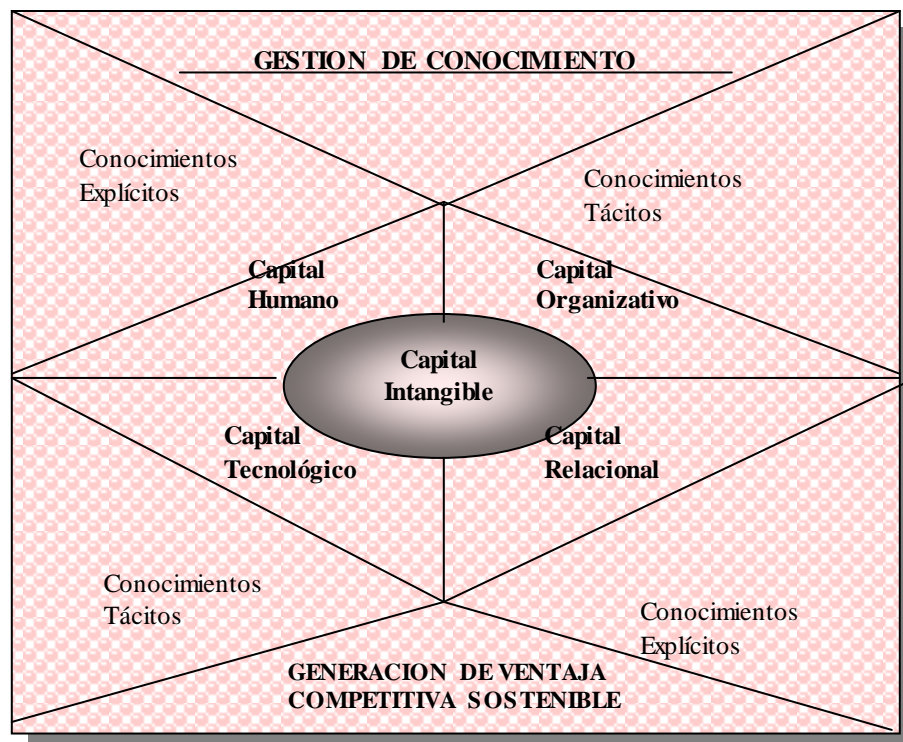 GESTION DE CONOCIMIENTO
Conocimientos
Explícitos
Conocimientos
Tácitos
Capital
Humano
Capital
Organizativo
Capital
Intangible
Capital
Tecnológico
Capital
Relacional
Conocimientos
Tácitos
Conocimientos
Explícitos
GENERACION DE VENTAJA
COMPETITIVA SOSTENIBLE